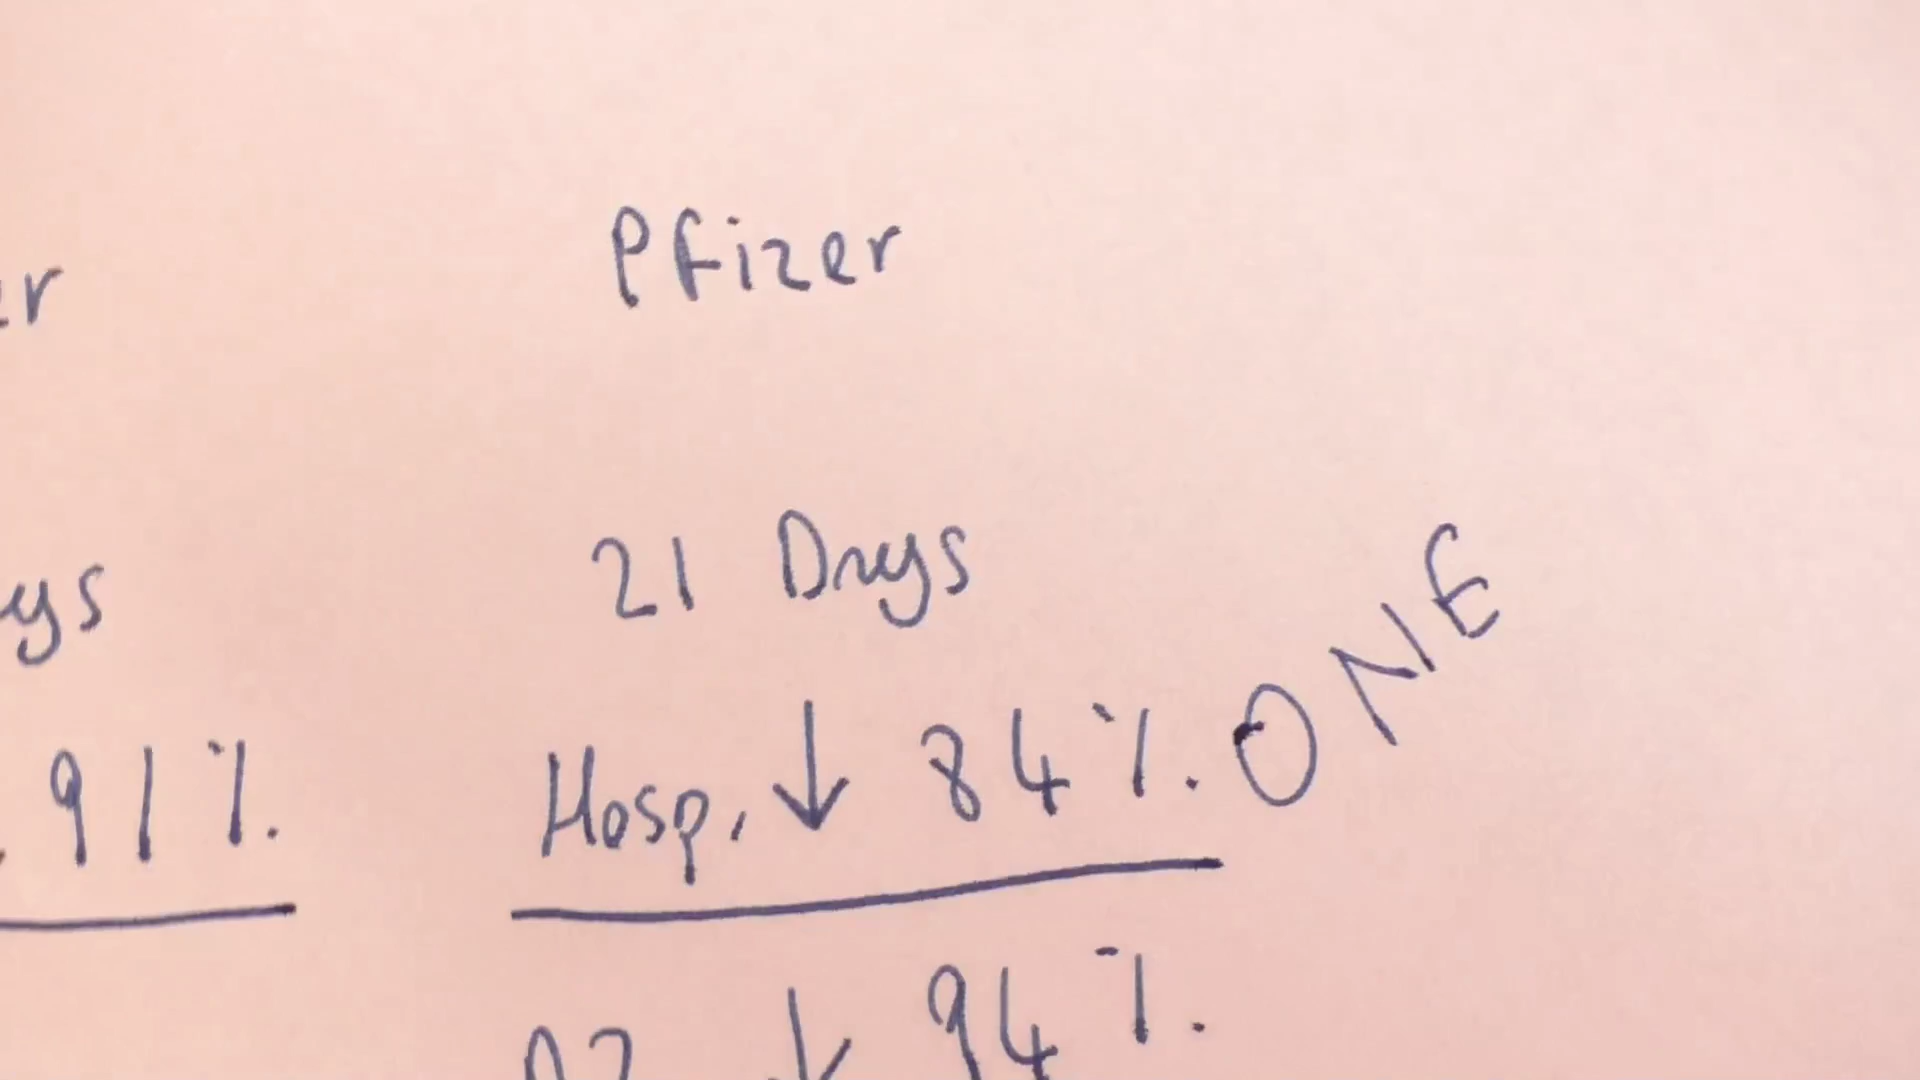 er
Pfizer
ys
21 Days
91%.
Hosp. ↓ 84%. ONE
↓ 94%.